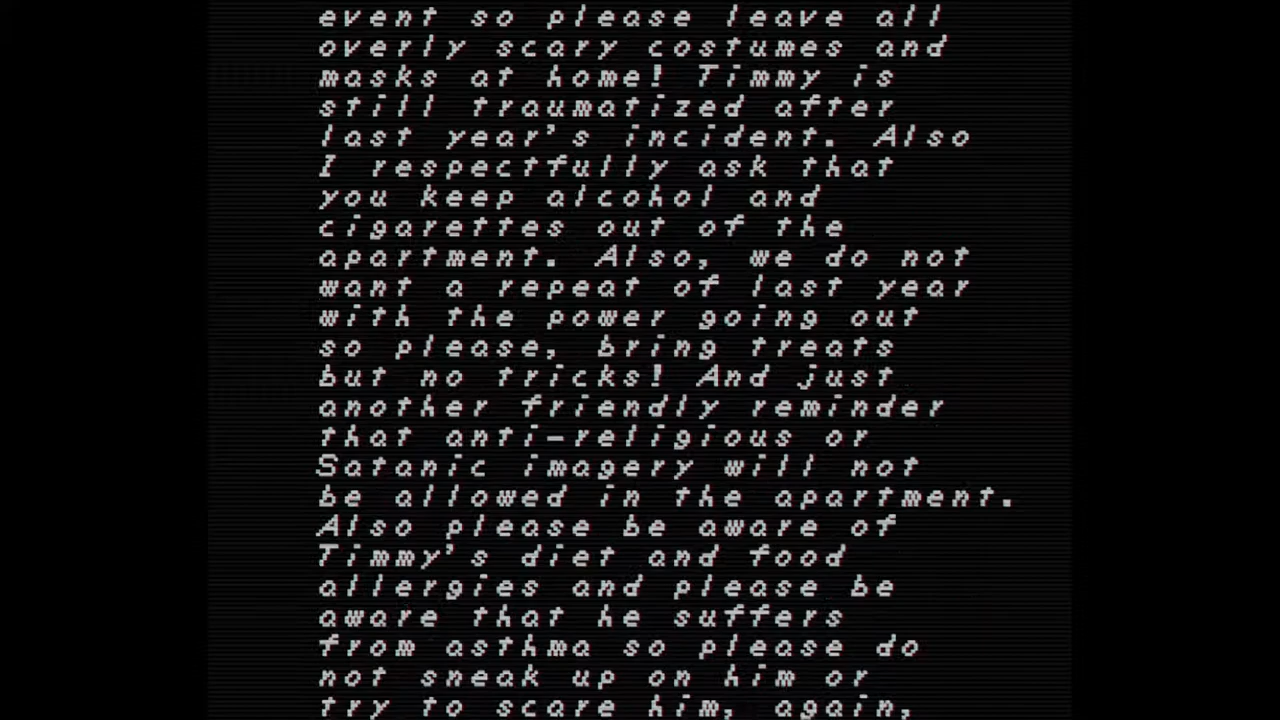 event so please leave all
overly scary costumes and
masks at home! Timmy is
still traumatized after
last year's incident. Also
I respectfully ask that
you keep alcohol and
cigarettes out of the
apartment. Also, we do not
want a repeat of last year
with the power going out
so please, bring treats
but no tricks! And just
another friendly reminder
that anti-religious or
Satanic imagery will not
be allowed in the apartment.
Also please be aware of
Timmy's diet and food
allergies and please be
aware that he suffers
from asthma so please do
not sneak up on him or
try to scare him, again,